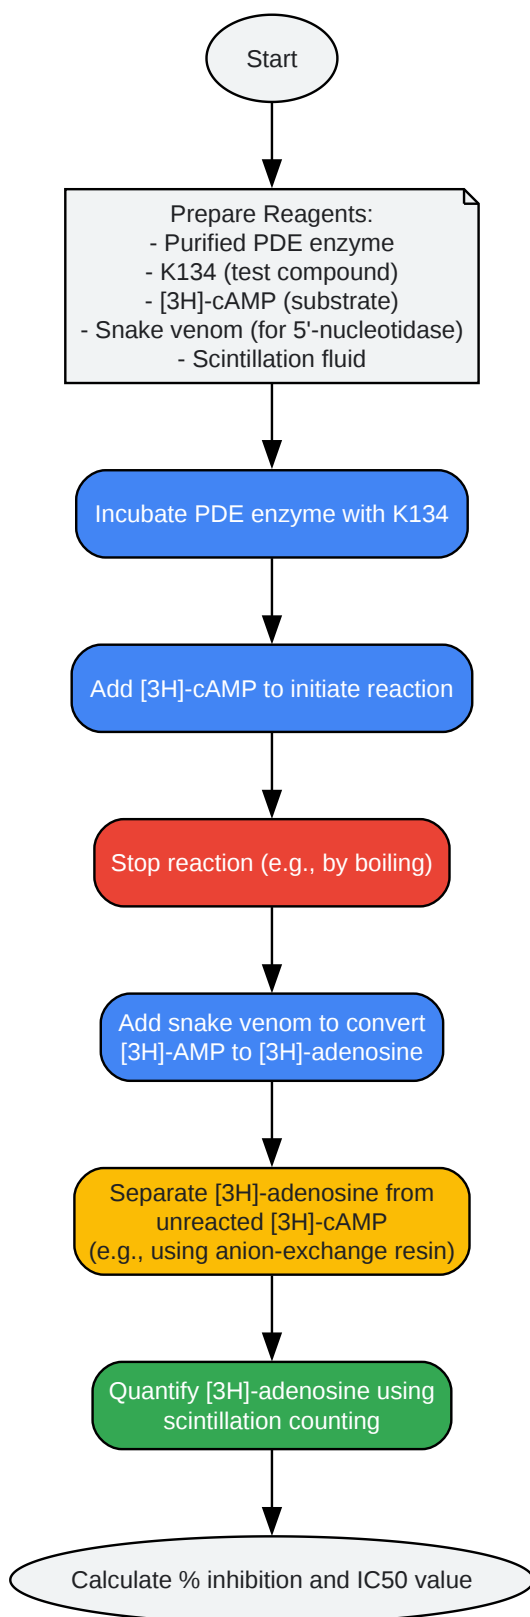 Start
Prepare Reagents:
- Purified PDE enzyme
- K134 (test compound)
- [3H]-cAMP (substrate)
- Snake venom (for 5'-nucleotidase)
- Scintillation fluid
Incubate PDE enzyme with K134
Add [3H]-cAMP to initiate reaction
Stop reaction (e.g., by boiling)
Add snake venom to convert
[3H]-AMP to [3H]-adenosine
Separate [3H]-adenosine from
unreacted [3H]-cAMP
(e.g., using anion-exchange resin)
Quantify [3H]-adenosine using
scintillation counting
Calculate % inhibition and IC50 value